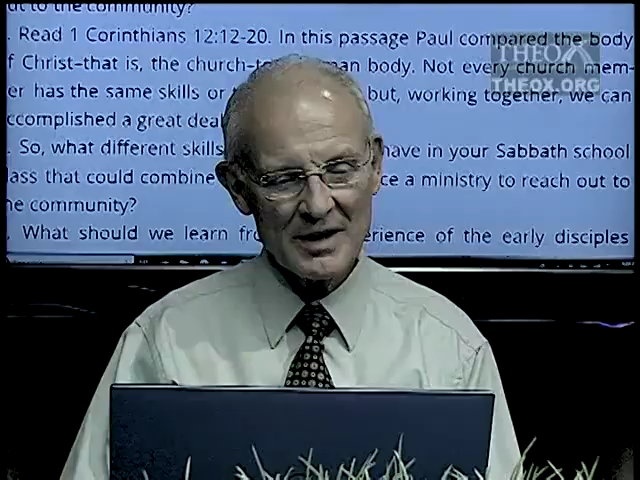 ut to the community?
. Read 1 Corinthians 12:12-20. In this passage Paul compared the body
f Christ–that is, the church–to man body. Not every church mem-
er has the same skills or but, working together, we can
ccomplished a great deal
. So, what different skills have in your Sabbath school
ass that could combine ce a ministry to reach out to
he community?
. What should we learn fro erience of the early disciples
THEOX
THEOX.ORG